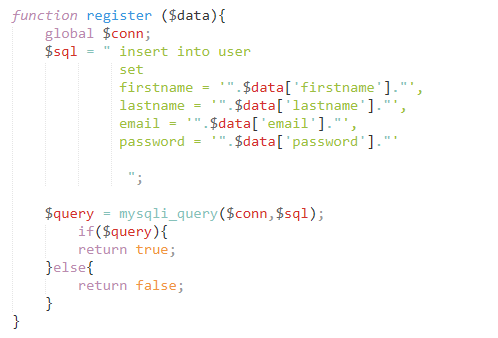 function register ($data){
    global $conn;
    $sql = " insert into user
             set
             firstname = '".$data['firstname']."',
             lastname = '".$data['lastname']."',
             email = '".$data['email']."',
             password = '".$data['password']."'
              ";
    $query = mysqli_query($conn,$sql);
        if($query){
        return true;
    }else{
        return false;
    }
}